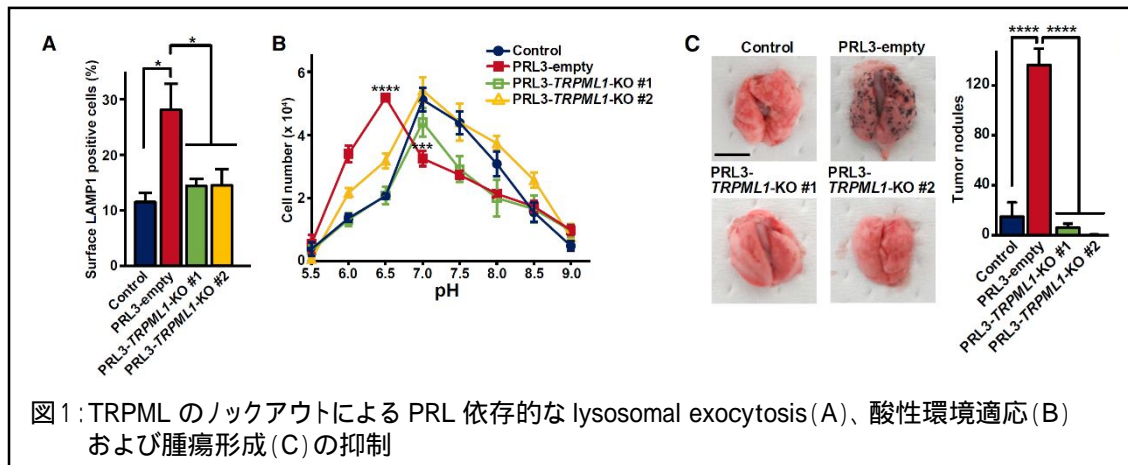 A
Surface LAMP1 positive cells (%)
30
20
10
0
*
*
Control
PRL3-empty
PRL3-TRPML1-KO #1
PRL3-TRPML1-KO #2
B
Control
PRL3-empty
PRL3-TRPML1-KO #1
PRL3-TRPML1-KO #2
Cell number (x 10⁴)
6
4
2
0
****
***
5.5 6.0 6.5 7.0 7.5 8.0 8.5 9.0
pH
C
Control
PRL3-empty
PRL3-
TRPML1-KO #1
PRL3-
TRPML1-KO #2
Tumor nodules
120
80
40
0
**** ****
Control
PRL3-empty
PRL3-TRPML1-KO #1
PRL3-TRPML1-KO #2
図1:TRPML のノックアウトによる PRL 依存的な lysosomal exocytosis(A)、酸性環境適応(B)
および腫瘍形成(C)の抑制